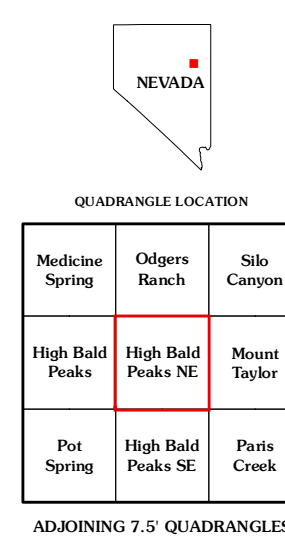 NEVADA
QUADRANGLE LOCATION
Medicine Spring
Odgers Ranch
Silo Canyon
High Bald Peaks
High Bald Peaks NE
Mount Taylor
Pot Spring
High Bald Peaks SE
Paris Creek
ADJOINING 7.5' QUADRANGLES